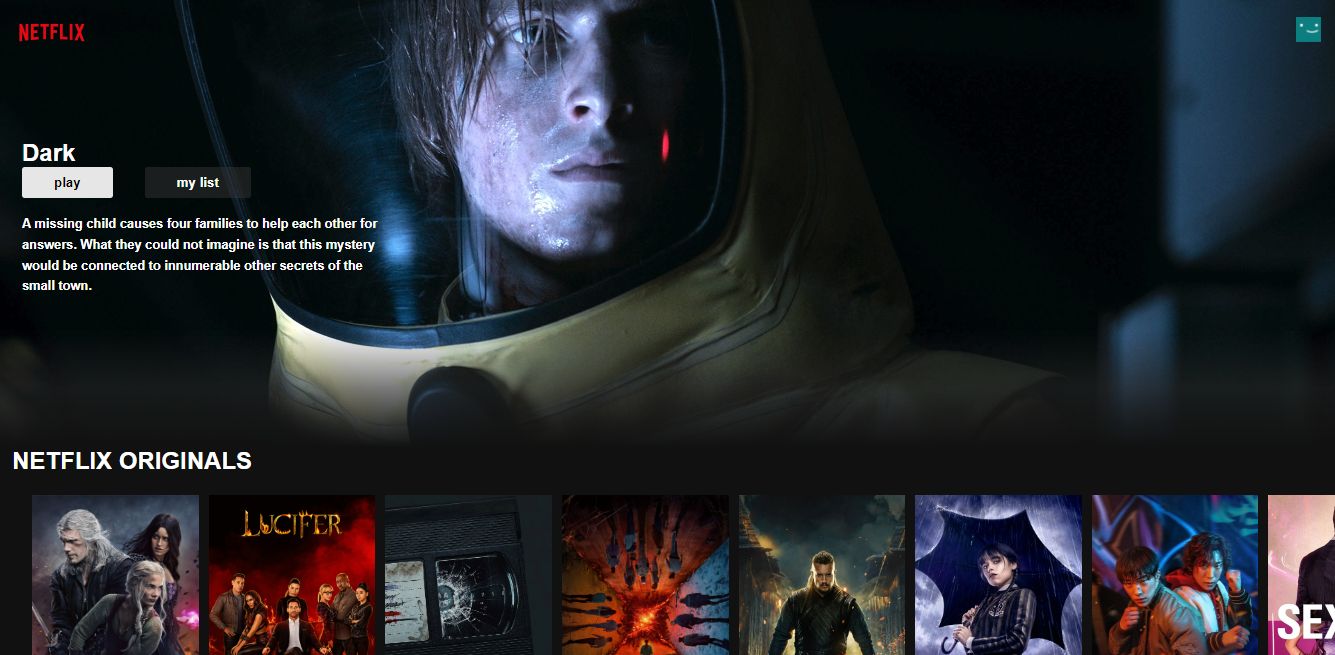 NETFLIX
Dark
play
my list
A missing child causes four families to help each other for
answers. What they could not imagine is that this mystery
would be connected to innumerable other secrets of the
small town.
NETFLIX ORIGINALS
LUCIFER
SEX